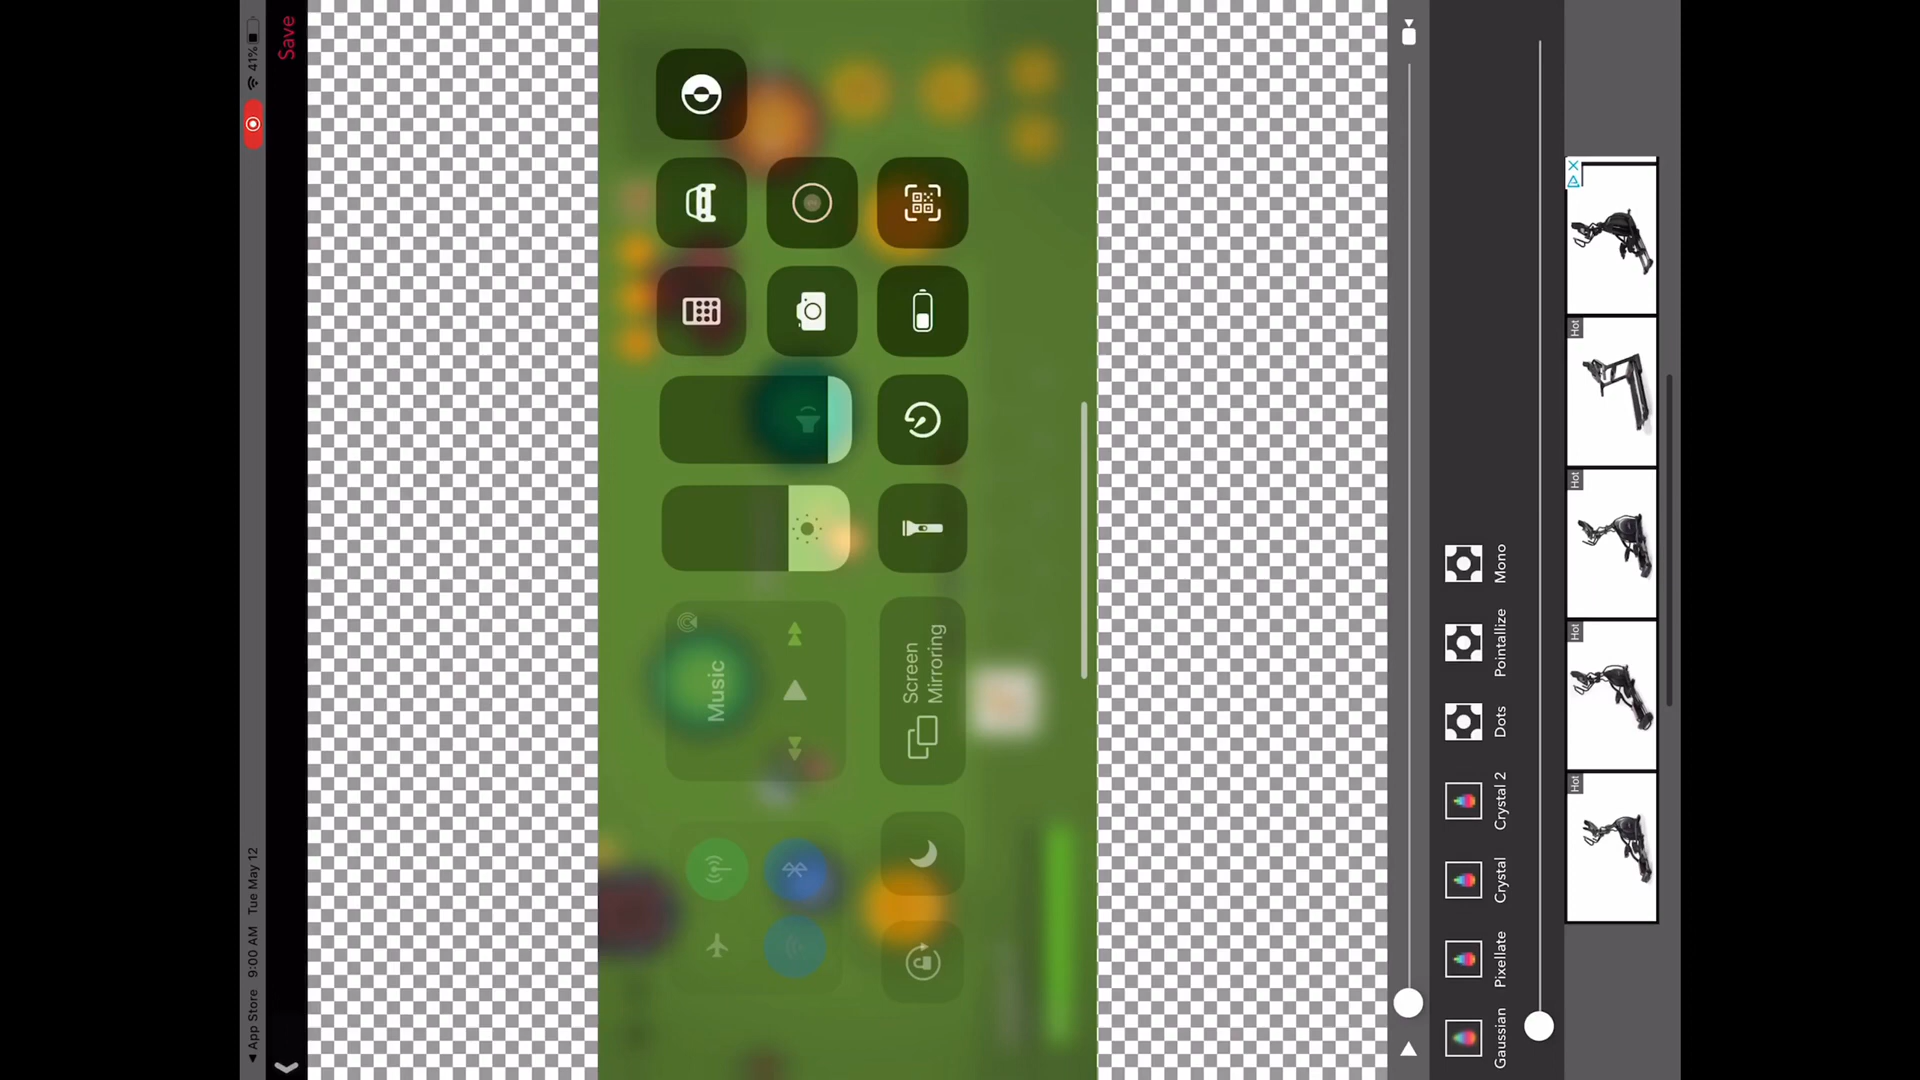 ◀ App Store 9:00 AM Tue May 12
41%
Save
Music
Screen
Mirroring
Gaussian
Pixellate
Crystal
Crystal 2
Dots
Pointallize
Mono
Hot
Hot
Hot
Hot